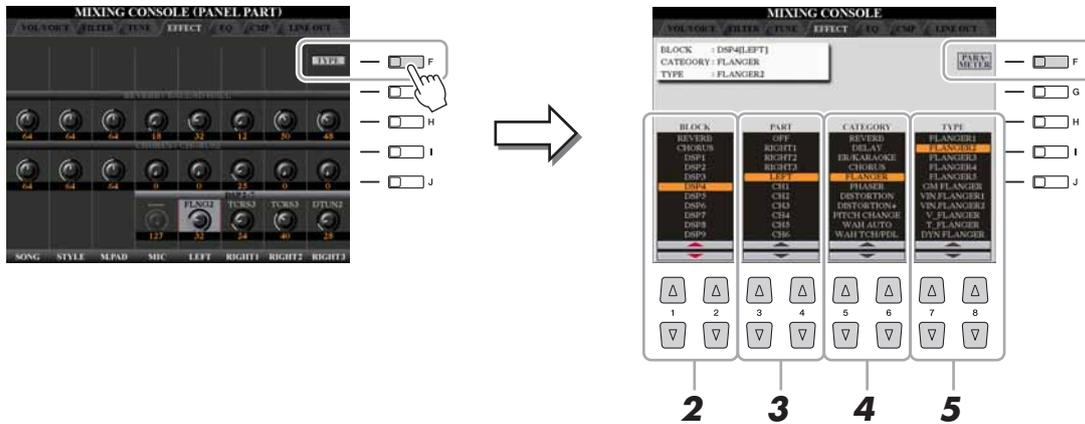 MIXING CONSOLE (PANEL PART)
VOL/VOICE FILTER TUNE EFFECT EQ CMP LINE OUT
TYPE
F
H
I
J
64 64 64 18 32 12 50 48
64 64 64 0 0 25 0 0
FLNG2 TCRS3 TCRS3 DTUN2
127 32 24 40 28
SONG STYLE M.PAD MIC LEFT RIGHT1 RIGHT2 RIGHT3
MIXING CONSOLE
VOL/VOICE FILTER TUNE EFFECT EQ CMP LINE OUT
BLOCK : DSP4[LEFT]
CATEGORY : FLANGER
TYPE : FLANGER2
PARA-
METER
F
G
H
I
J
BLOCK
REVERB
CHORUS
DSP1
DSP2
DSP3
DSP4
DSP5
DSP6
DSP7
DSP8
DSP9
PART
OFF
RIGHT1
RIGHT2
RIGHT3
LEFT
CH1
CH2
CH3
CH4
CH5
CH6
CATEGORY
REVERB
DELAY
ER/KARAOKE
CHORUS
FLANGER
PHASER
DISTORTION
DISTORTION+
PITCH CHANGE
WAH AUTO
WAH TCH/PDL
TYPE
FLANGER1
FLANGER2
FLANGER3
FLANGER4
FLANGER5
GM FLANGER
VIN.FLANGER1
VIN.FLANGER2
V_FLANGER
T_FLANGER
DYN FLANGER
1 2 3 4 5 6 7 8
2 3 4 5